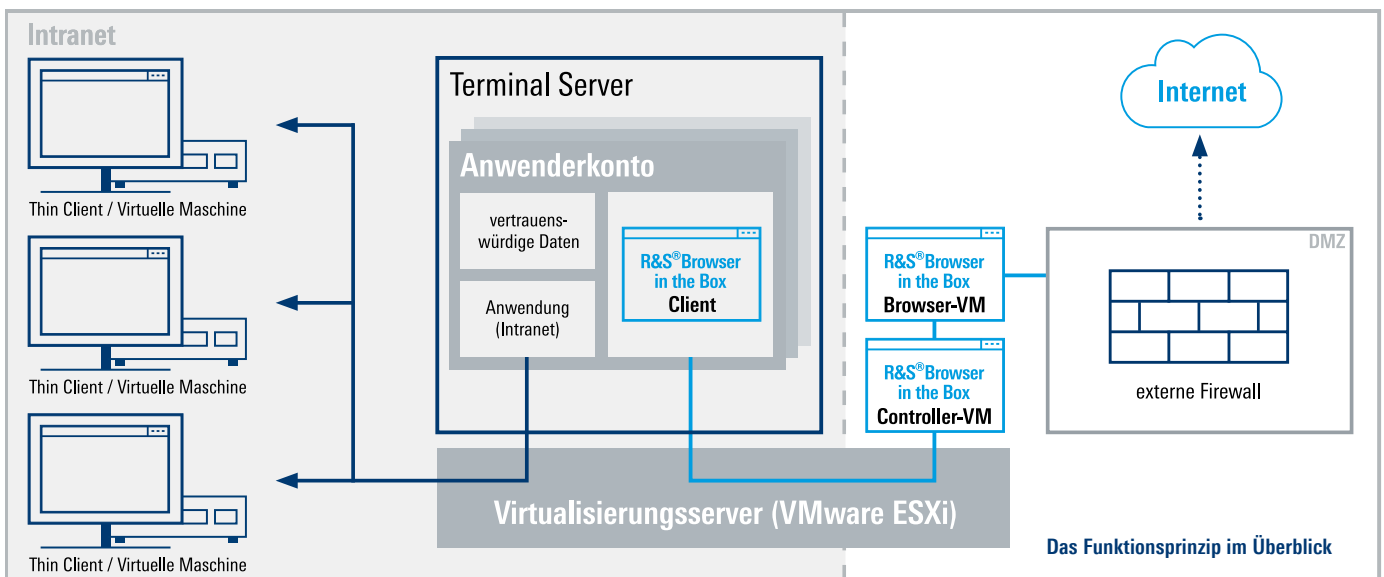 Intranet
Thin Client / Virtuelle Maschine
Thin Client / Virtuelle Maschine
Thin Client / Virtuelle Maschine
Terminal Server
Anwenderkonto
vertrauens-
würdige Daten
Anwendung
(Intranet)
R&S®Browser
in the Box
Client
R&S®Browser
in the Box
Browser-VM
R&S®Browser
in the Box
Controller-VM
Internet
DMZ
externe Firewall
Virtualisierungsserver (VMware ESXi)
Das Funktionsprinzip im Überblick